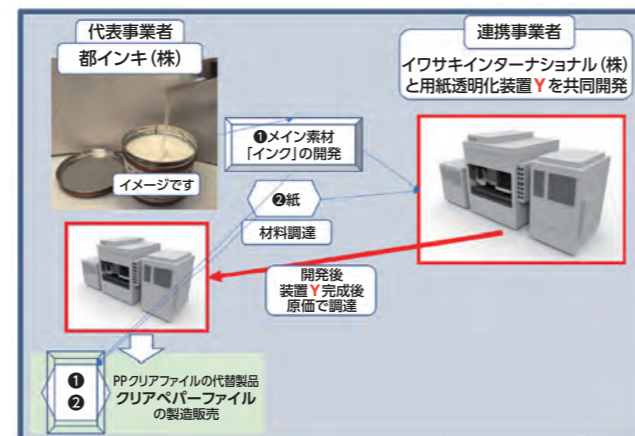 代表事業者
都インキ(株)
イメージです
❶メイン素材
「インク」の開発
❷紙
材料調達
連携事業者
イワサキインターナショナル(株)
と用紙透明化装置Yを共同開発
開発後
装置Y完成後
原価で調達
❶
❷
PPクリアファイルの代替製品
クリアペパーファイル
の製造販売